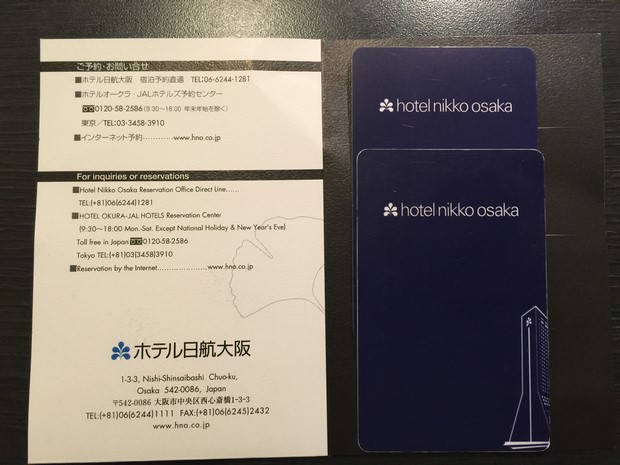 ご予約・お問い合せ
■ホテル日航大阪 宿泊予約直通 TEL:06-6244-1281
■ホテルオークラ・JALホテルズ予約センター
0120-58-2586 (9:30〜18:00 年末年始を除く)
東京／TEL:03-3458-3910
■インターネット予約……………www.hno.co.jp
For inquiries or reservations
■Hotel Nikko Osaka Reservation Office Direct Line……
TEL:(+81)06(6244)1281
■HOTEL OKURA-JAL HOTELS Reservation Center
(9:30〜18:00 Mon.-Sat. Except National Holiday & New Year's Eve)
Toll free in Japan 0120-58-2586
Tokyo TEL:(+81)03(3458)3910
■Reservation by the Internet……………………www.hno.co.jp
ホテル日航大阪
1-3-3, Nishi-Shinsaibashi Chuo-ku,
Osaka 542-0086, Japan
〒542-0086 大阪市中央区西心斎橋1-3-3
TEL:(+81)06(6244)1111 FAX:(+81)06(6245)2432
www.hno.co.jp
hotel nikko osaka
hotel nikko osaka